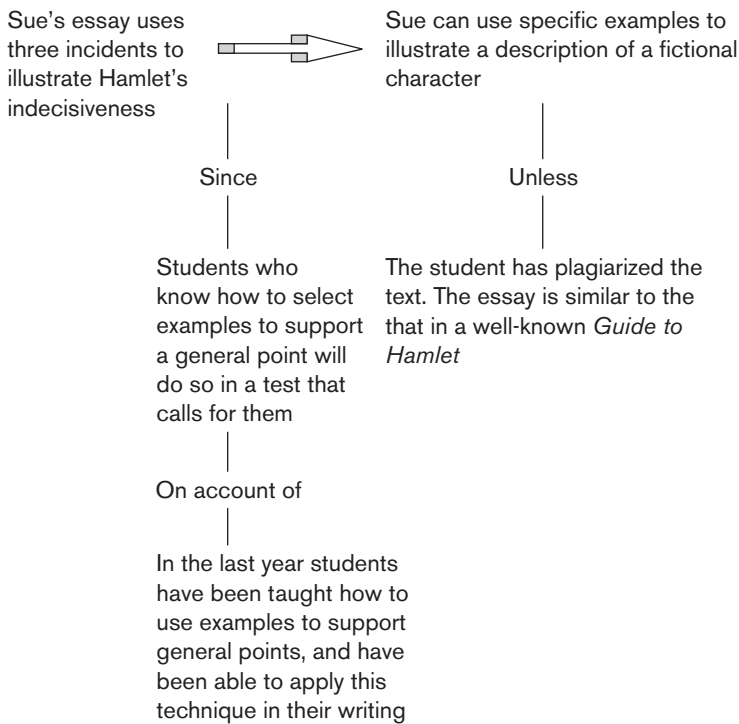 Sue's essay uses
three incidents to
illustrate Hamlet's
indecisiveness
Sue can use specific examples to
illustrate a description of a fictional
character
Since
Unless
Students who
know how to select
examples to support
a general point will
do so in a test that
calls for them
The student has plagiarized the
text. The essay is similar to the
that in a well-known Guide to
Hamlet
On account of
In the last year students
have been taught how to
use examples to support
general points, and have
been able to apply this
technique in their writing